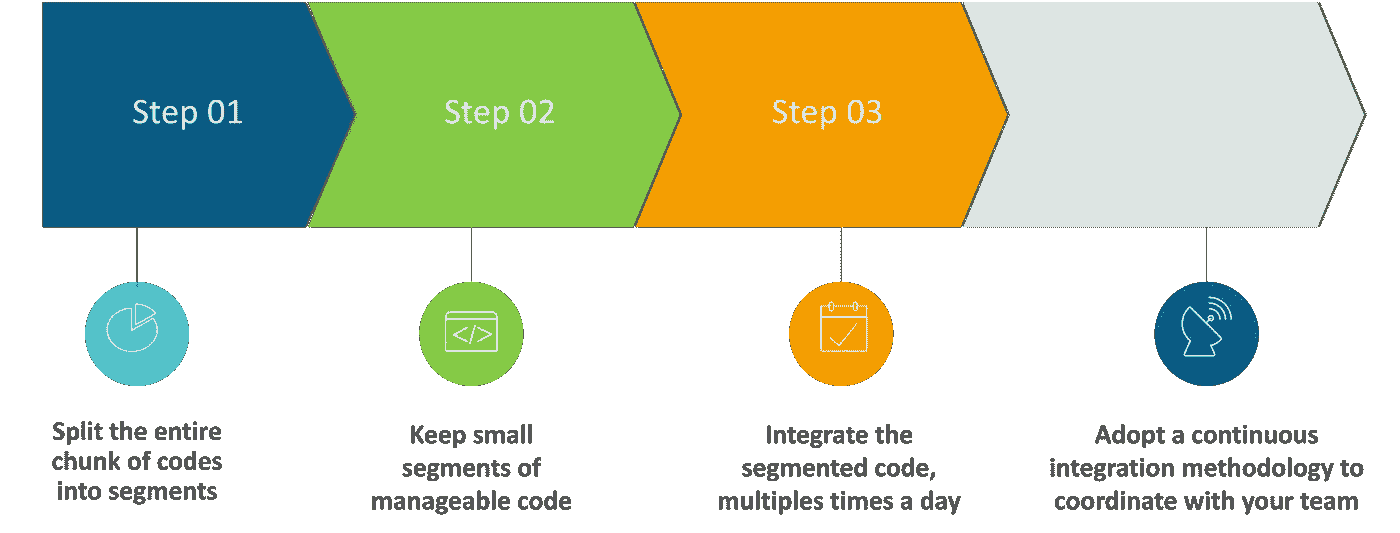 Step 01
Step 02
Step 03
</>
Split the entire
chunk of codes
into segments
Keep small
segments of
manageable code
Integrate the
segmented code,
multiples times a day
Adopt a continuous
integration methodology to
coordinate with your team